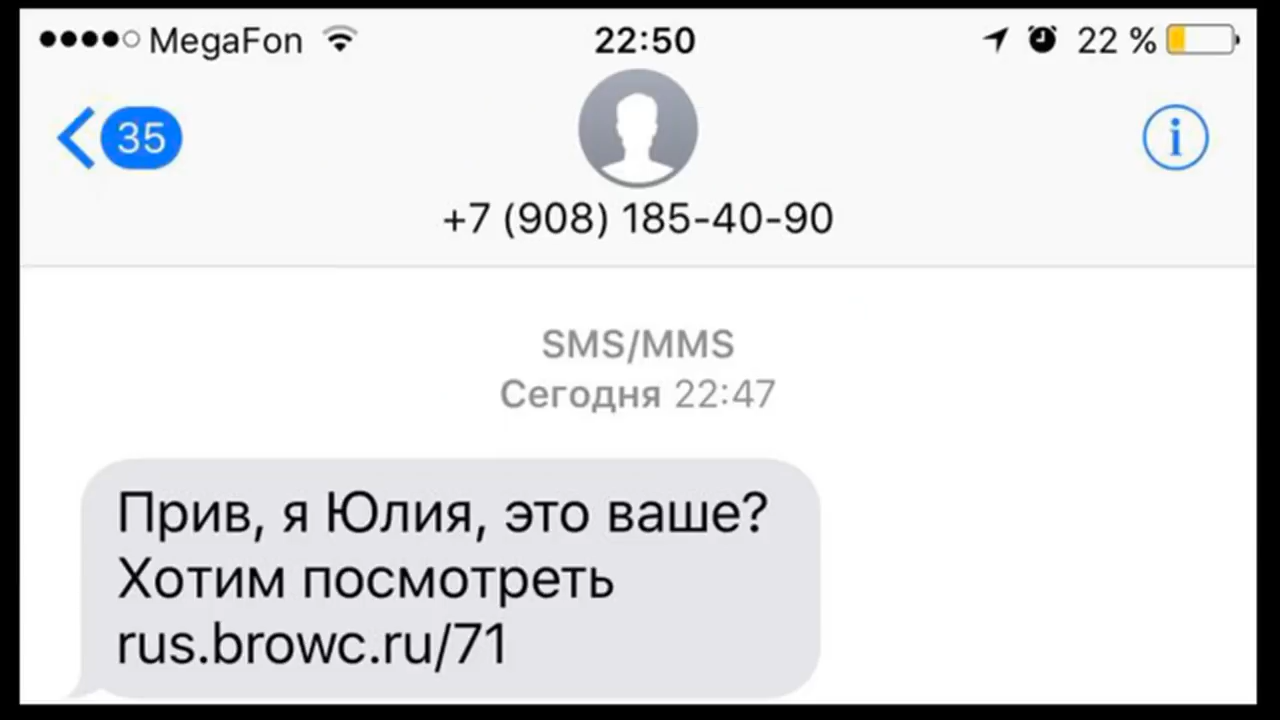 MegaFon 22:50 22 %
35
+7 (908) 185-40-90
SMS/MMS
Сегодня 22:47
Прив, я Юлия, это ваше?
Хотим посмотреть
rus.browc.ru/71